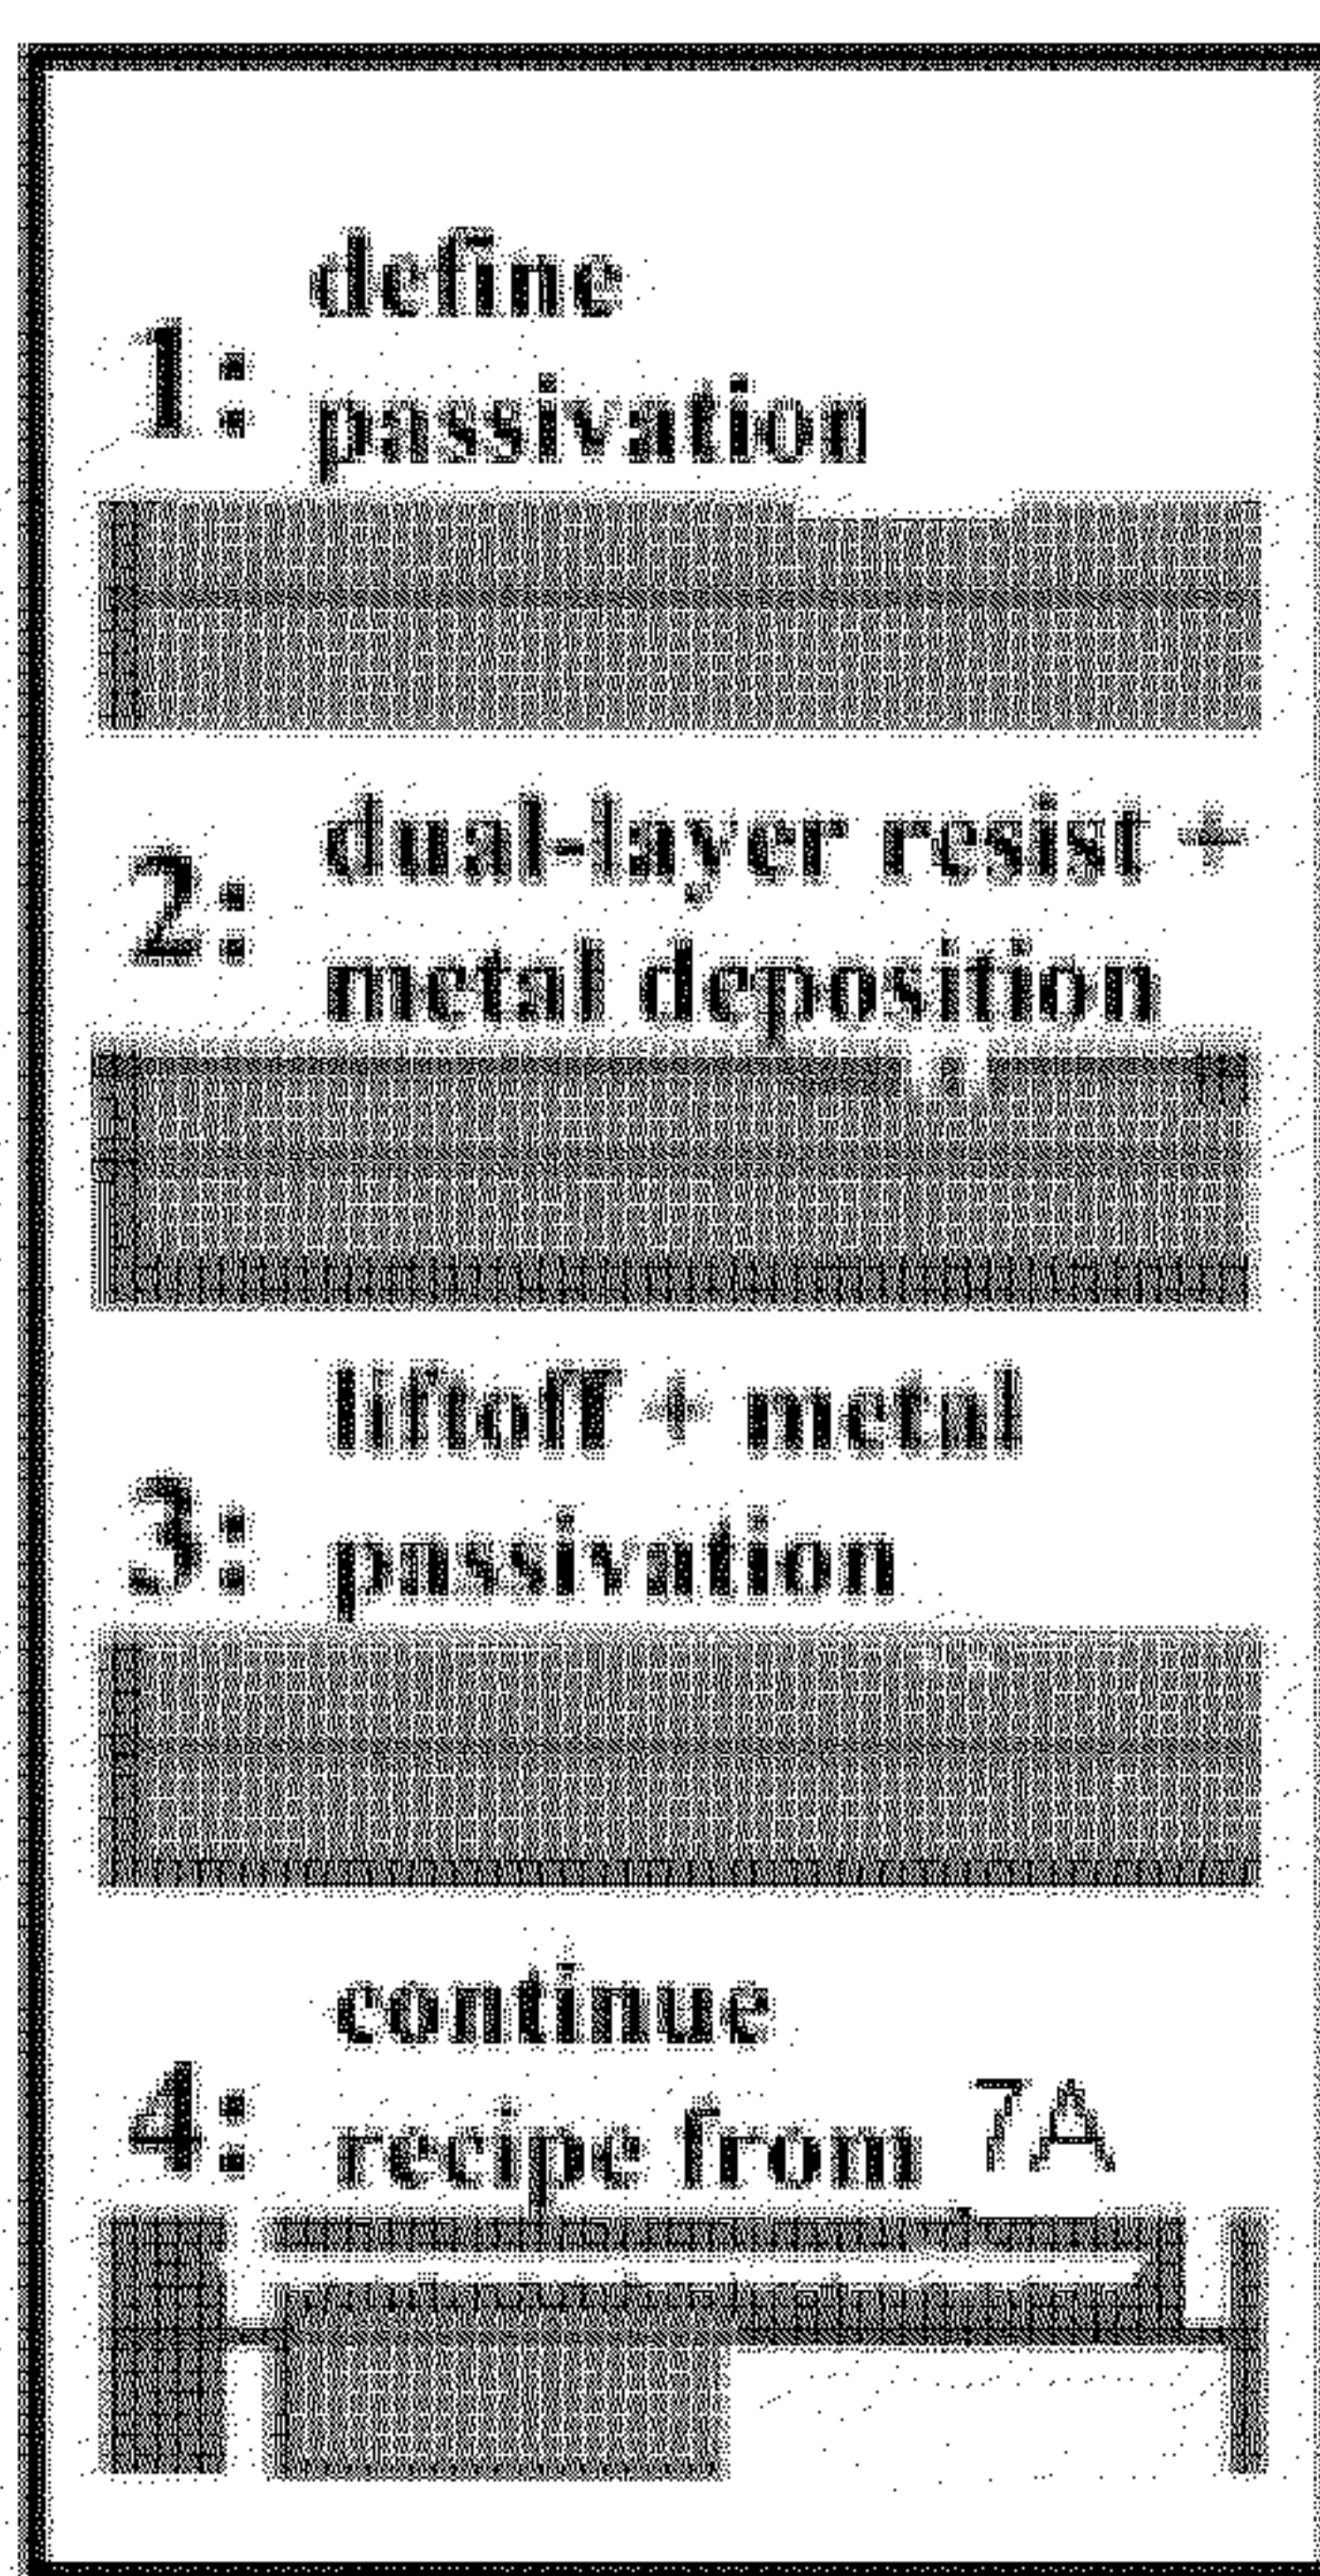 1: define
passivation
2: dual-layer resist +
metal deposition
3: liftoff + metal
passivation
4: continue
recipe from 7A